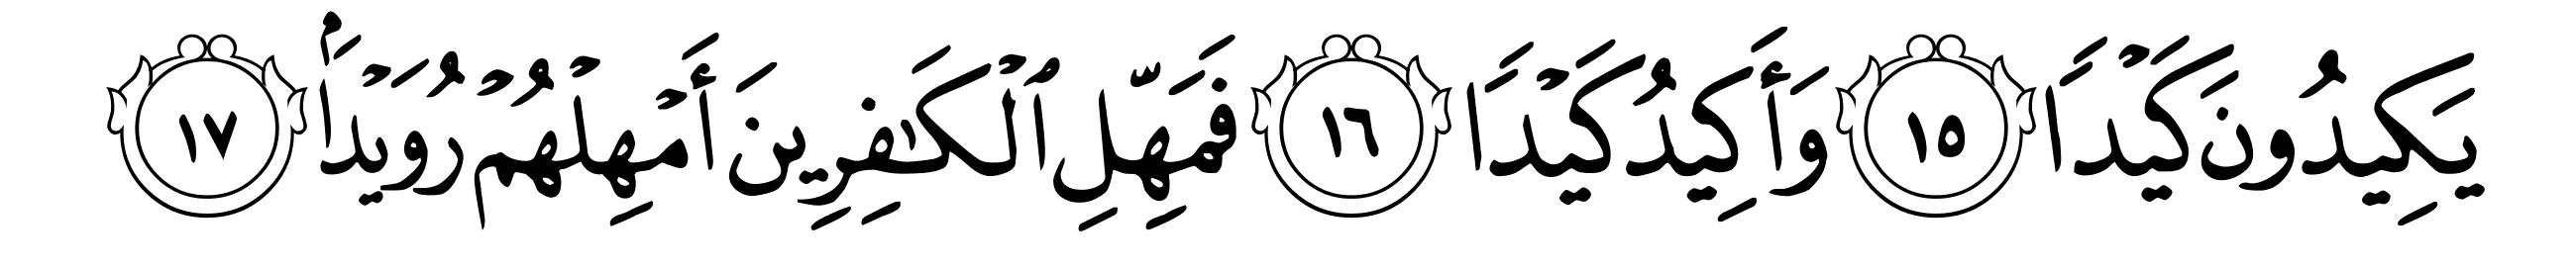 يَكِيدُونَ كَيۡدٗا ١٥ وَأَكِيدُ كَيۡدٗا ١٦ فَمَهِّلِ ٱلۡكَٰفِرِينَ أَمۡهِلۡهُمۡ رُوَيۡدَۢا ١٧